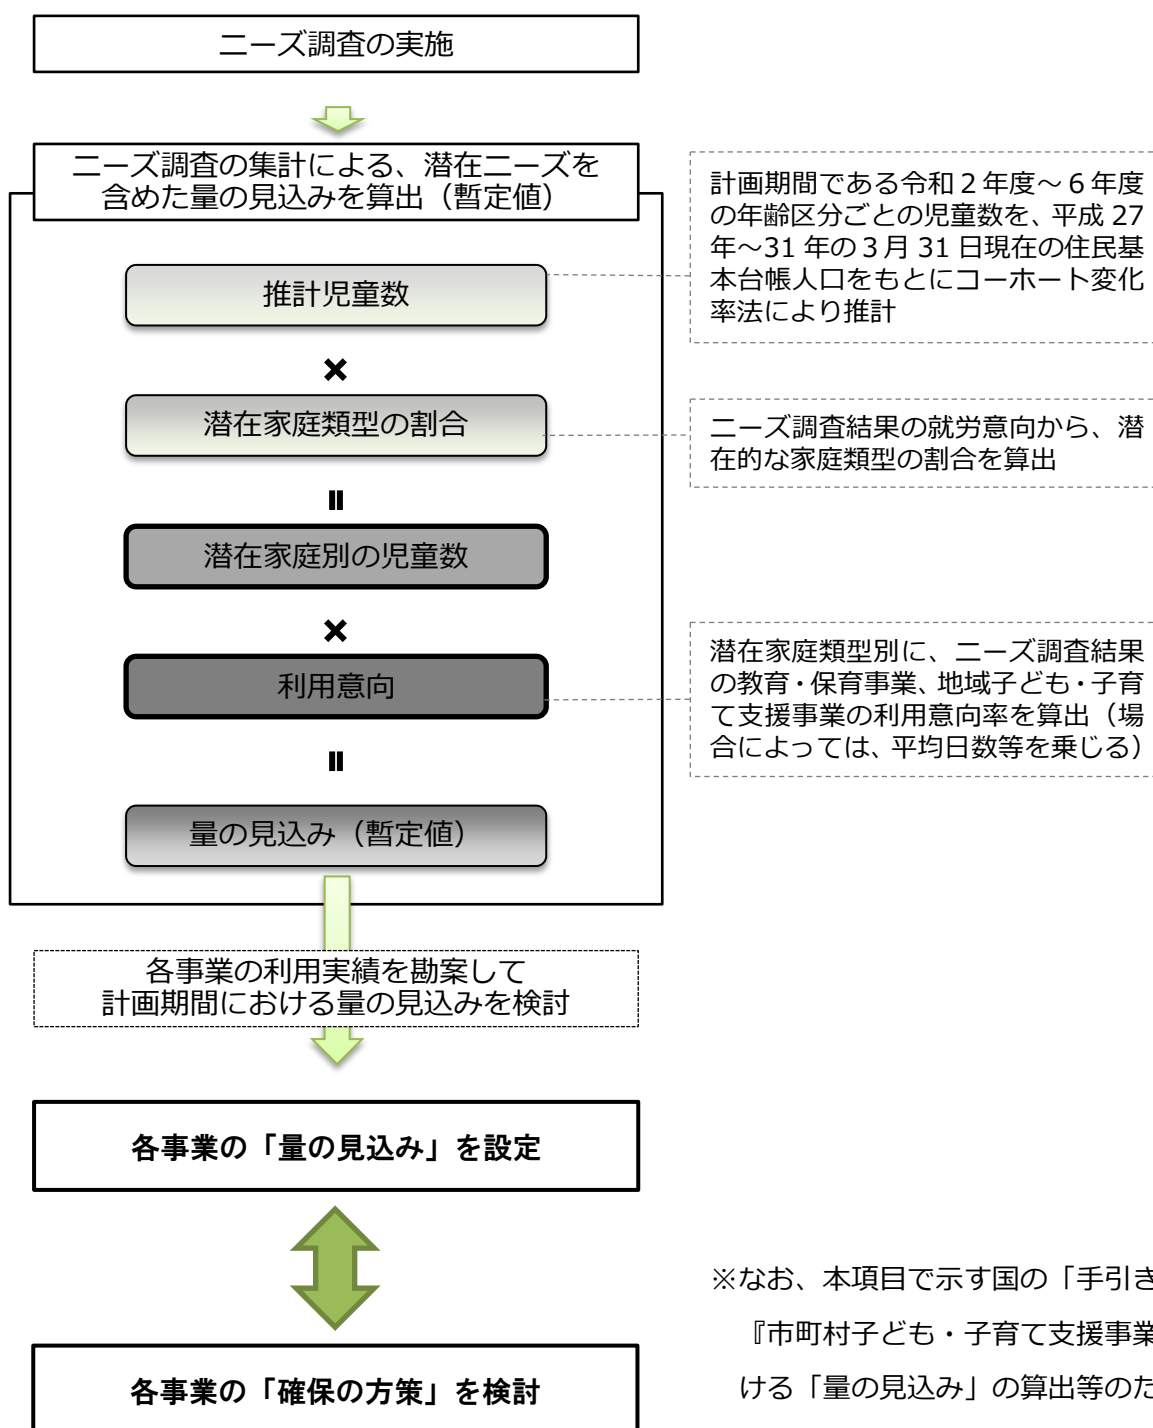 ニーズ調査の実施
ニーズ調査の集計による、潜在ニーズを
含めた量の見込みを算出（暫定値）
推計児童数
計画期間である令和２年度～６年度
の年齢区分ごとの児童数を、平成 27
年～31 年の３月 31 日現在の住民基
本台帳人口をもとにコーホート変化
率法により推計
×
潜在家庭類型の割合
ニーズ調査結果の就労意向から、潜
在的な家庭類型の割合を算出
＝
潜在家庭別の児童数
×
利用意向
潜在家庭類型別に、ニーズ調査結果
の教育・保育事業、地域子ども・子育
て支援事業の利用意向率を算出（場
合によっては、平均日数等を乗じる）
＝
量の見込み（暫定値）
各事業の利用実績を勘案して
計画期間における量の見込みを検討
各事業の「量の見込み」を設定
各事業の「確保の方策」を検討
※なお、本項目で示す国の「手引き
『市町村子ども・子育て支援事業
ける「量の見込み」の算出等のた